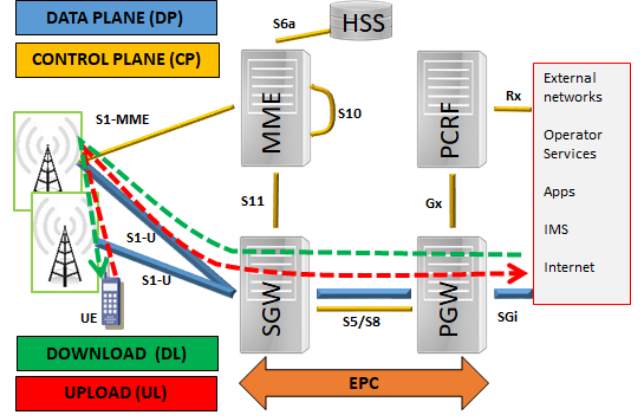 DATA PLANE (DP)
S6a
HSS
CONTROL PLANE (CP)
MME
PCRF
External
networks
Rx
S1-MME
S10
Operator
Services
Apps
S11
Gx
IMS
S1-U
Internet
S1-U
UE
SGW
PGW
S5/S8
SGi
DOWNLOAD (DL)
UPLOAD (UL)
EPC